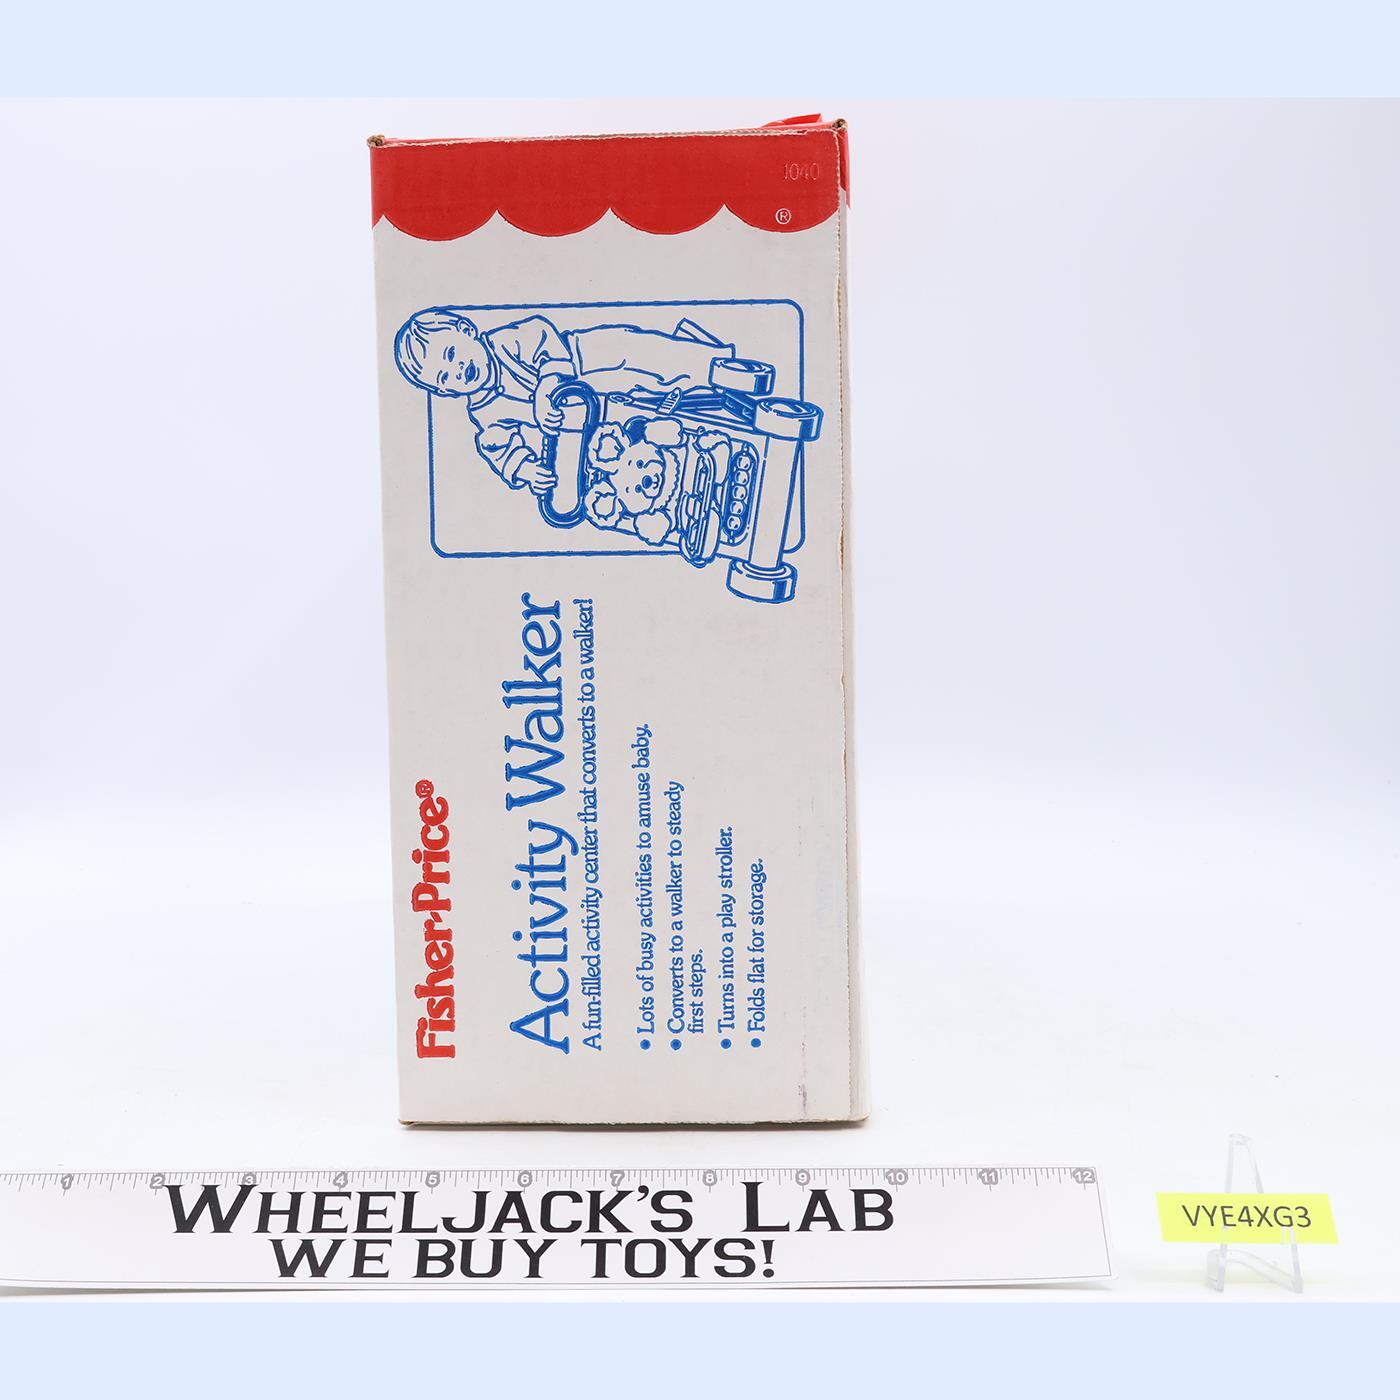 1040
®
Fisher-Price®
Activity Walker
A fun-filled activity center that converts to a walker!
• Lots of busy activities to amuse baby.
• Converts to a walker to steady
first steps.
• Turns into a play stroller.
• Folds flat for storage.
1 2 3 4 5 6 7 8 9 10 11 12
WHEELJACK'S LAB
WE BUY TOYS!
VYE4XG3